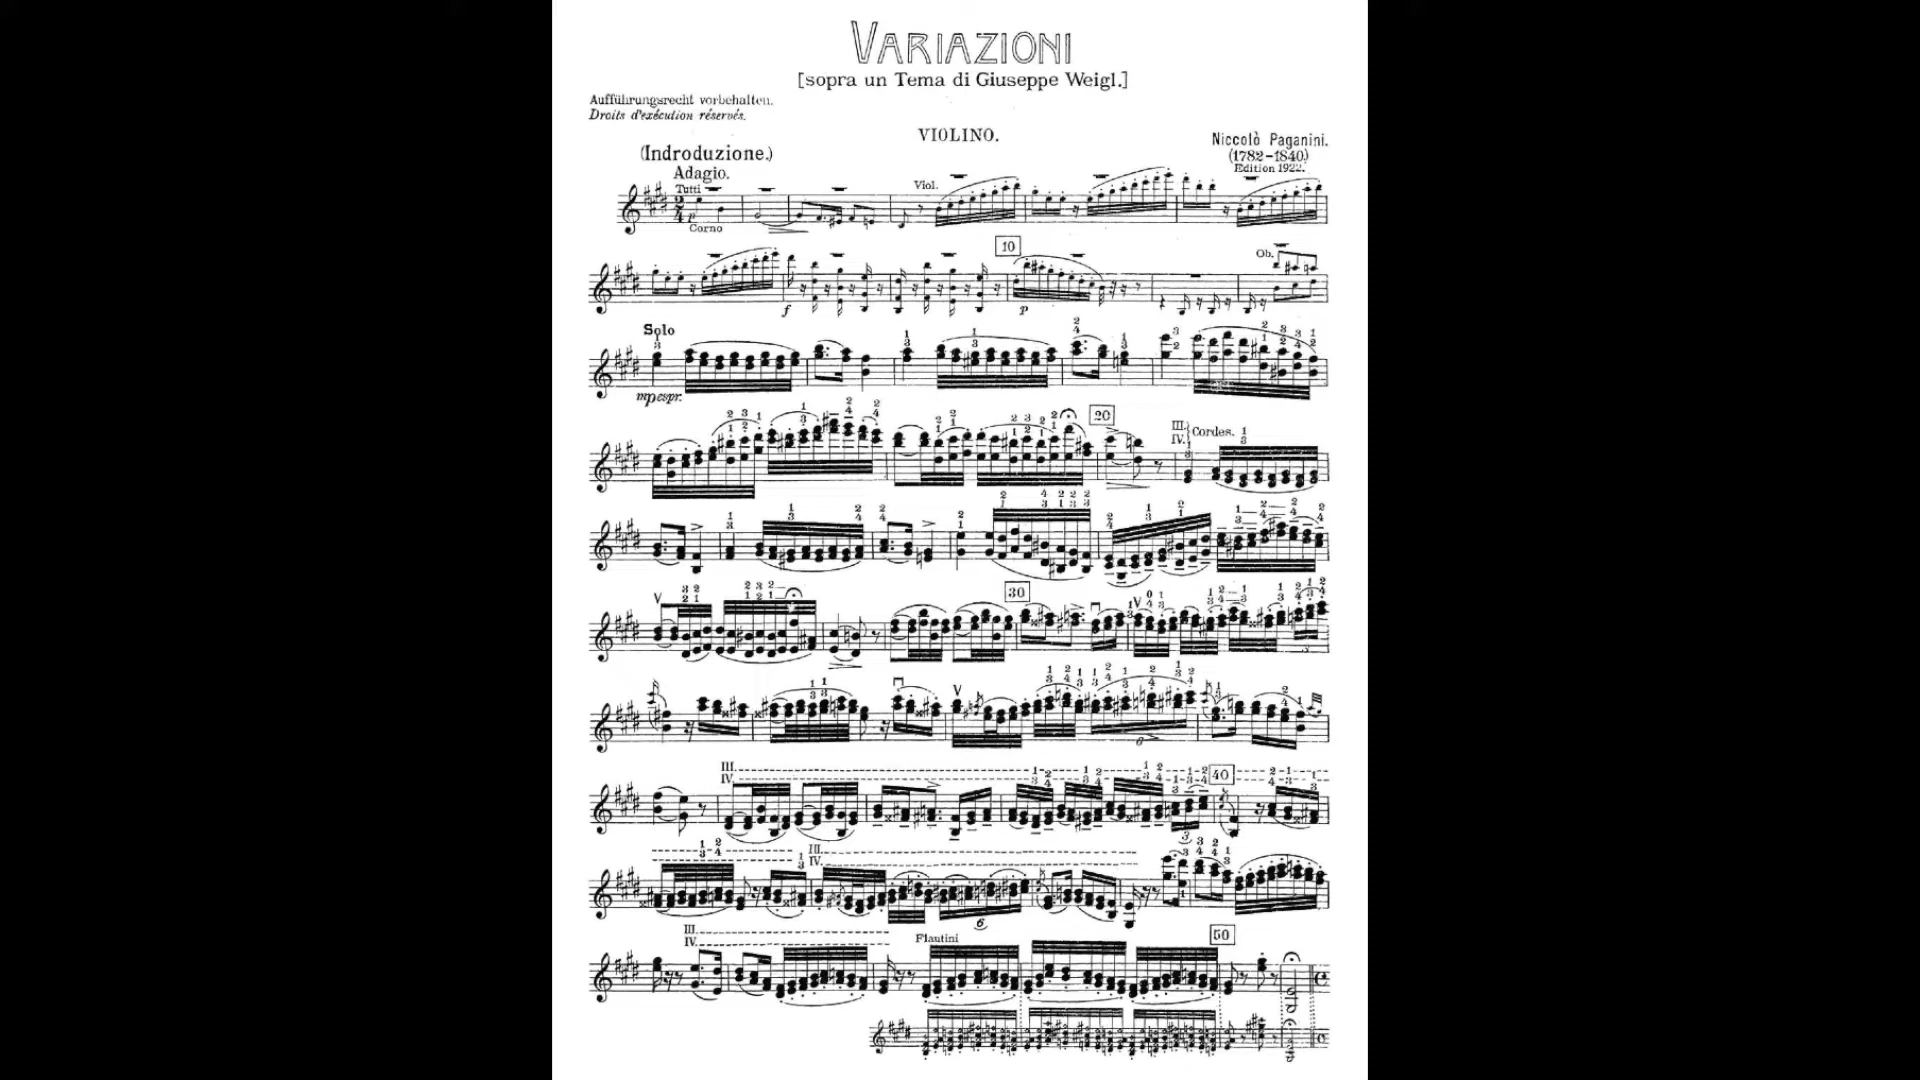 VARIAZIONI
[sopra un Tema di Giuseppe Weigl.]
Aufführungsrecht vorbehalten.
Droits d'exécution réservés.
VIOLINO.
Niccolò Paganini.
(1782-1840.)
Edition 1922.
(Indroduzione.)
Adagio.
Tutti
Viol.
p
Corno
10
Ob.
f
p
Solo
mp espr.
20
III.
IV.
Cordes.
30
III.
IV.
40
3
III.
IV.
6
III.
IV.
Flautini
50